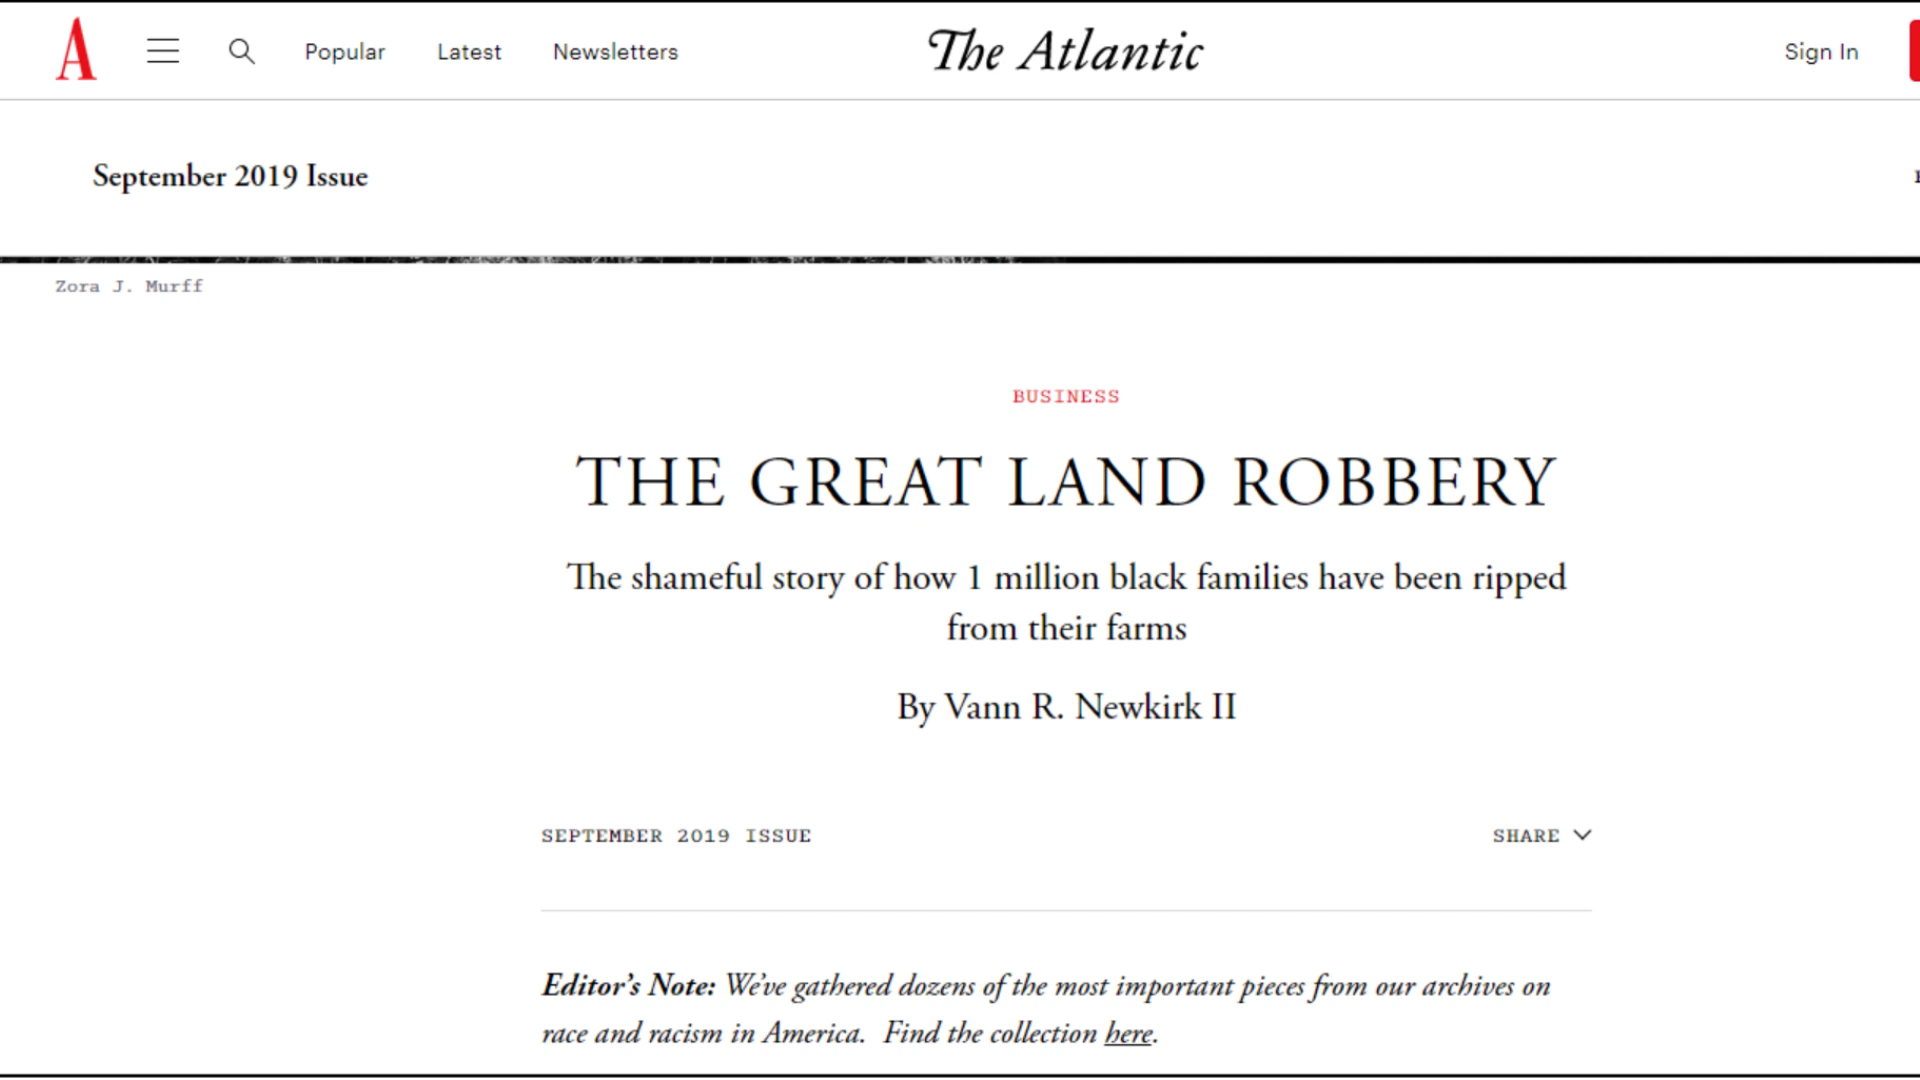 A Popular Latest Newsletters The Atlantic Sign In
September 2019 Issue
Zora J. Murff
BUSINESS
THE GREAT LAND ROBBERY
The shameful story of how 1 million black families have been ripped
from their farms
By Vann R. Newkirk II
SEPTEMBER 2019 ISSUE SHARE
Editor's Note: We've gathered dozens of the most important pieces from our archives on
race and racism in America. Find the collection here.